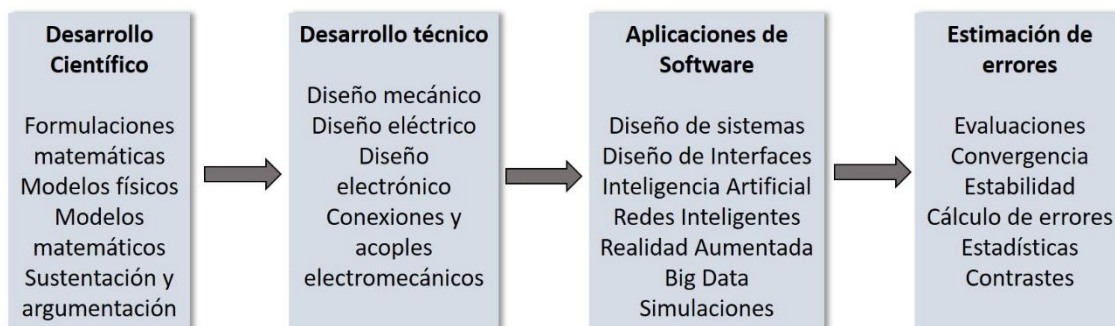 Desarrollo
Científico
Formulaciones
matemáticas
Modelos físicos
Modelos
matemáticos
Sustentación y
argumentación
Desarrollo técnico
Diseño mecánico
Diseño eléctrico
Diseño
electrónico
Conexiones y
acoples
electromecánicos
Aplicaciones de
Software
Diseño de sistemas
Diseño de Interfaces
Inteligencia Artificial
Redes Inteligentes
Realidad Aumentada
Big Data
Simulaciones
Estimación de
errores
Evaluaciones
Convergencia
Estabilidad
Cálculo de errores
Estadísticas
Contrastes